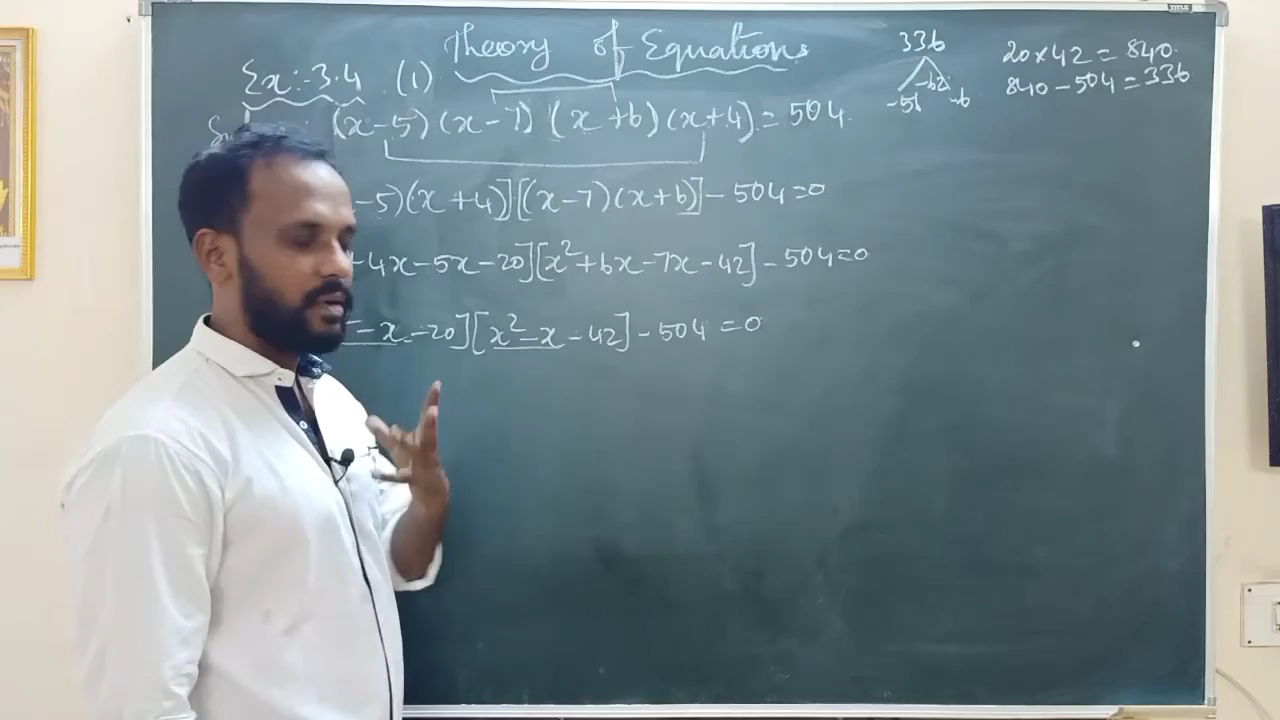 Theory of Equations
Ex:-3.4 (1)
(x-5)(x-7)(x+6)(x+4)=504
-5)(x+4)][(x-7)(x+6)]-504=0
+4x-5x-20][x²+6x-7x-42]-504=0
-x-20][x²-x-42]-504=0
336
-62
-56 -6
20×42=840
840-504=336
TITLE